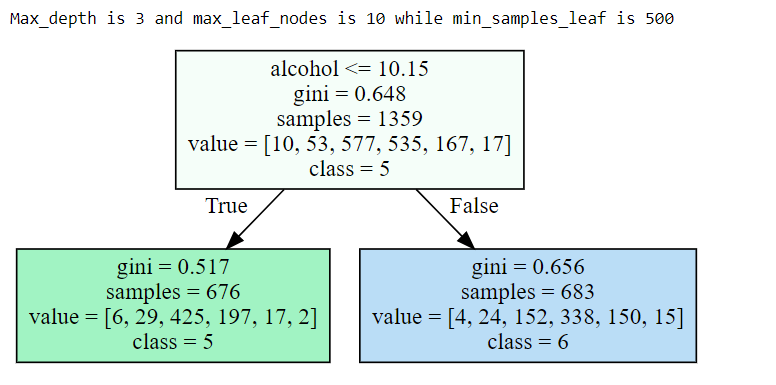 Max_depth is 3 and max_leaf_nodes is 10 while min_samples_leaf is 500
alcohol <= 10.15
gini = 0.648
samples = 1359
value = [10, 53, 577, 535, 167, 17]
class = 5
True
False
gini = 0.517
samples = 676
value = [6, 29, 425, 197, 17, 2]
class = 5
gini = 0.656
samples = 683
value = [4, 24, 152, 338, 150, 15]
class = 6